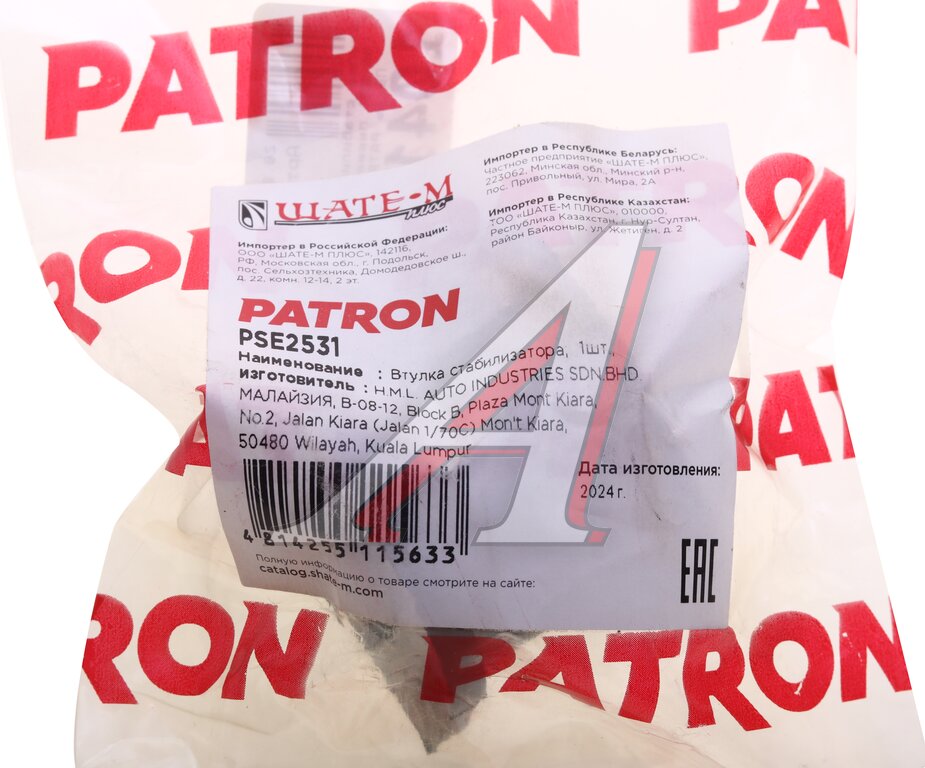 PATRON
PA
ШАТЕ-М
плюс
Импортер в Российской Федерации:
ООО «ШАТЕ-М ПЛЮС», 142116,
РФ, Московская обл., г. Подольск,
пос. Сельхозтехника, Домодедовское ш.,
д. 22, комн. 12-14, 2 эт.
Импортер в Республике Беларусь:
Частное предприятие «ШАТЕ-М ПЛЮС»,
223062, Минская обл., Минский р-н,
пос. Привольный, ул. Мира, 2А
Импортер в Республике Казахстан:
ТОО «ШАТЕ-М ПЛЮС», 010000,
Республика Казахстан, г. Нур-Султан,
район Байконыр, ул. Жетиген, д. 2
PATRON
PSE2531
Наименование : Втулка стабилизатора, 1шт.,
изготовитель : H.M.L. AUTO INDUSTRIES SDN.BHD.
МАЛАЙЗИЯ, B-08-12, Block B, Plaza Mont Kiara,
No.2, Jalan Kiara (Jalan 1/70C) Mon't Kiara,
50480 Wilayah, Kuala Lumpur
Дата изготовления:
2024 г.
4 814255 115633
EAC
Полную информацию о товаре смотрите на сайте:
catalog.shate-m.com
RON
PATRON